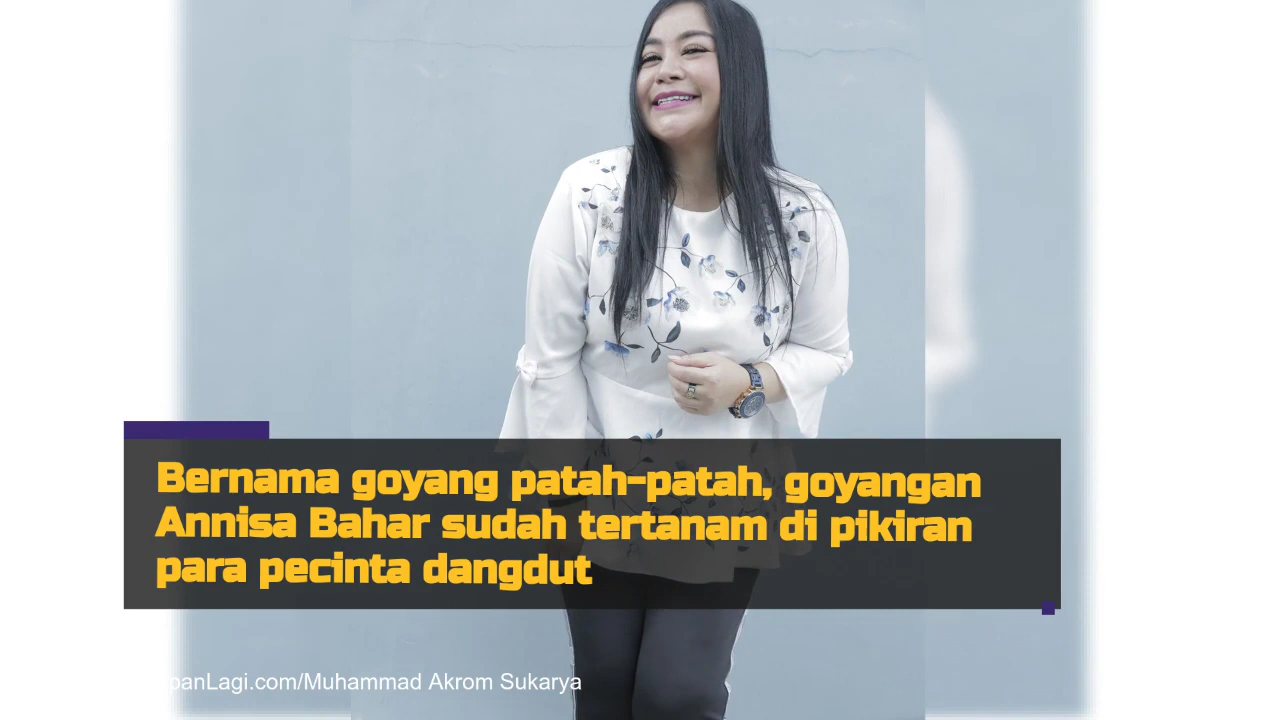 Bernama goyang patah-patah, goyangan
Annisa Bahar sudah tertanam di pikiran
para pecinta dangdut
panLagi.com/Muhammad Akrom Sukarya